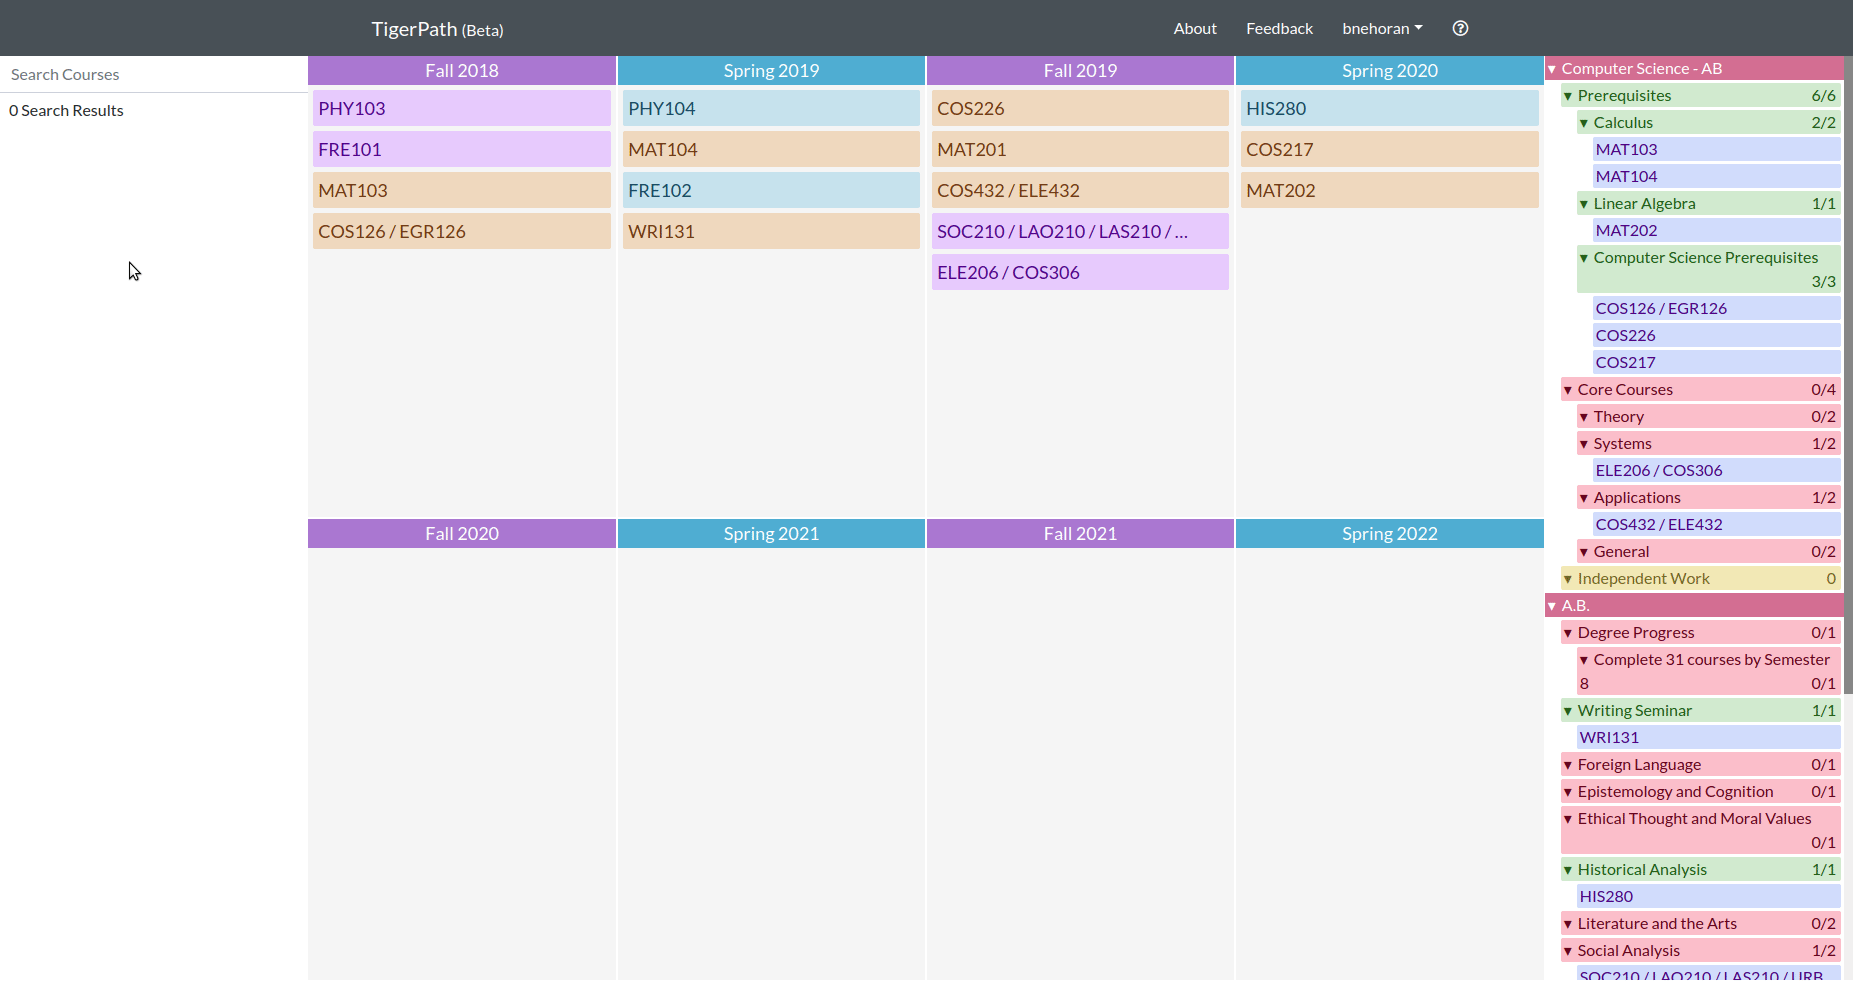 TigerPath (Beta)
About
Feedback
bnehoran
Search Courses
0 Search Results
Fall 2018
PHY103
FRE101
MAT103
COS126 / EGR126
Spring 2019
PHY104
MAT104
FRE102
WRI131
Fall 2019
COS226
MAT201
COS432 / ELE432
SOC210 / LAO210 / LAS210 / ...
ELE206 / COS306
Spring 2020
HIS280
COS217
MAT202
Fall 2020
Spring 2021
Fall 2021
Spring 2022
Computer Science - AB
Prerequisites 6/6
Calculus 2/2
MAT103
MAT104
Linear Algebra 1/1
MAT202
Computer Science Prerequisites
3/3
COS126 / EGR126
COS226
COS217
Core Courses 0/4
Theory 0/2
Systems 1/2
ELE206 / COS306
Applications 1/2
COS432 / ELE432
General 0/2
Independent Work 0
A.B.
Degree Progress 0/1
Complete 31 courses by Semester
8 0/1
Writing Seminar 1/1
WRI131
Foreign Language 0/1
Epistemology and Cognition 0/1
Ethical Thought and Moral Values
0/1
Historical Analysis 1/1
HIS280
Literature and the Arts 0/2
Social Analysis 1/2
SOC210 / LAO210 / LAS210 / URB